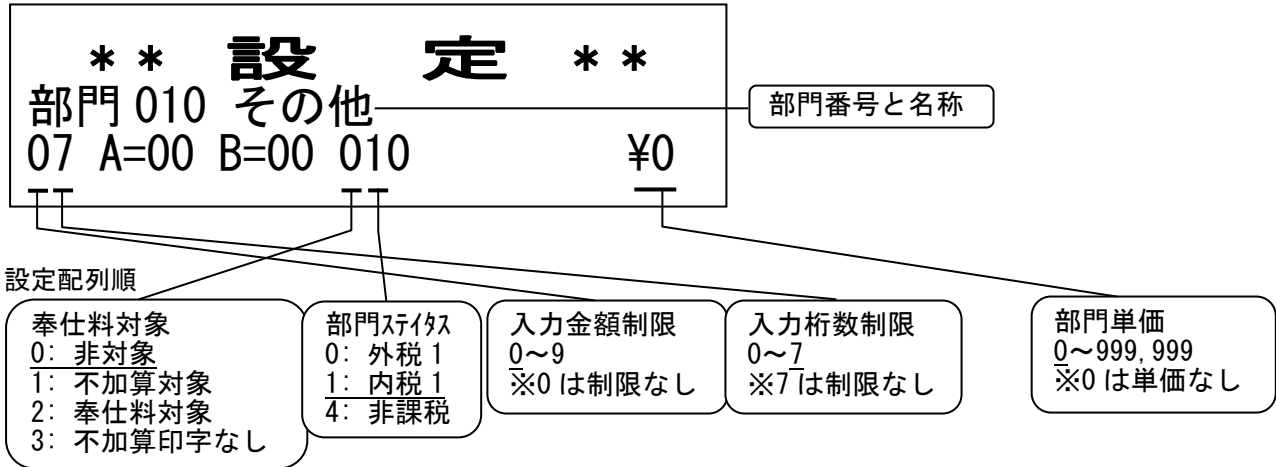 ** 設 定 **
部門010 その他
部門番号と名称
07 A=00 B=00 010 ¥0
設定配列順
奉仕料対象
0: 非対象
1: 不加算対象
2: 奉仕料対象
3: 不加算印字なし
部門ｽﾃｲﾀｽ
0: 外税1
1: 内税1
4: 非課税
入力金額制限
0～9
※0は制限なし
入力桁数制限
0～7
※7は制限なし
部門単価
0～999,999
※0は単価なし